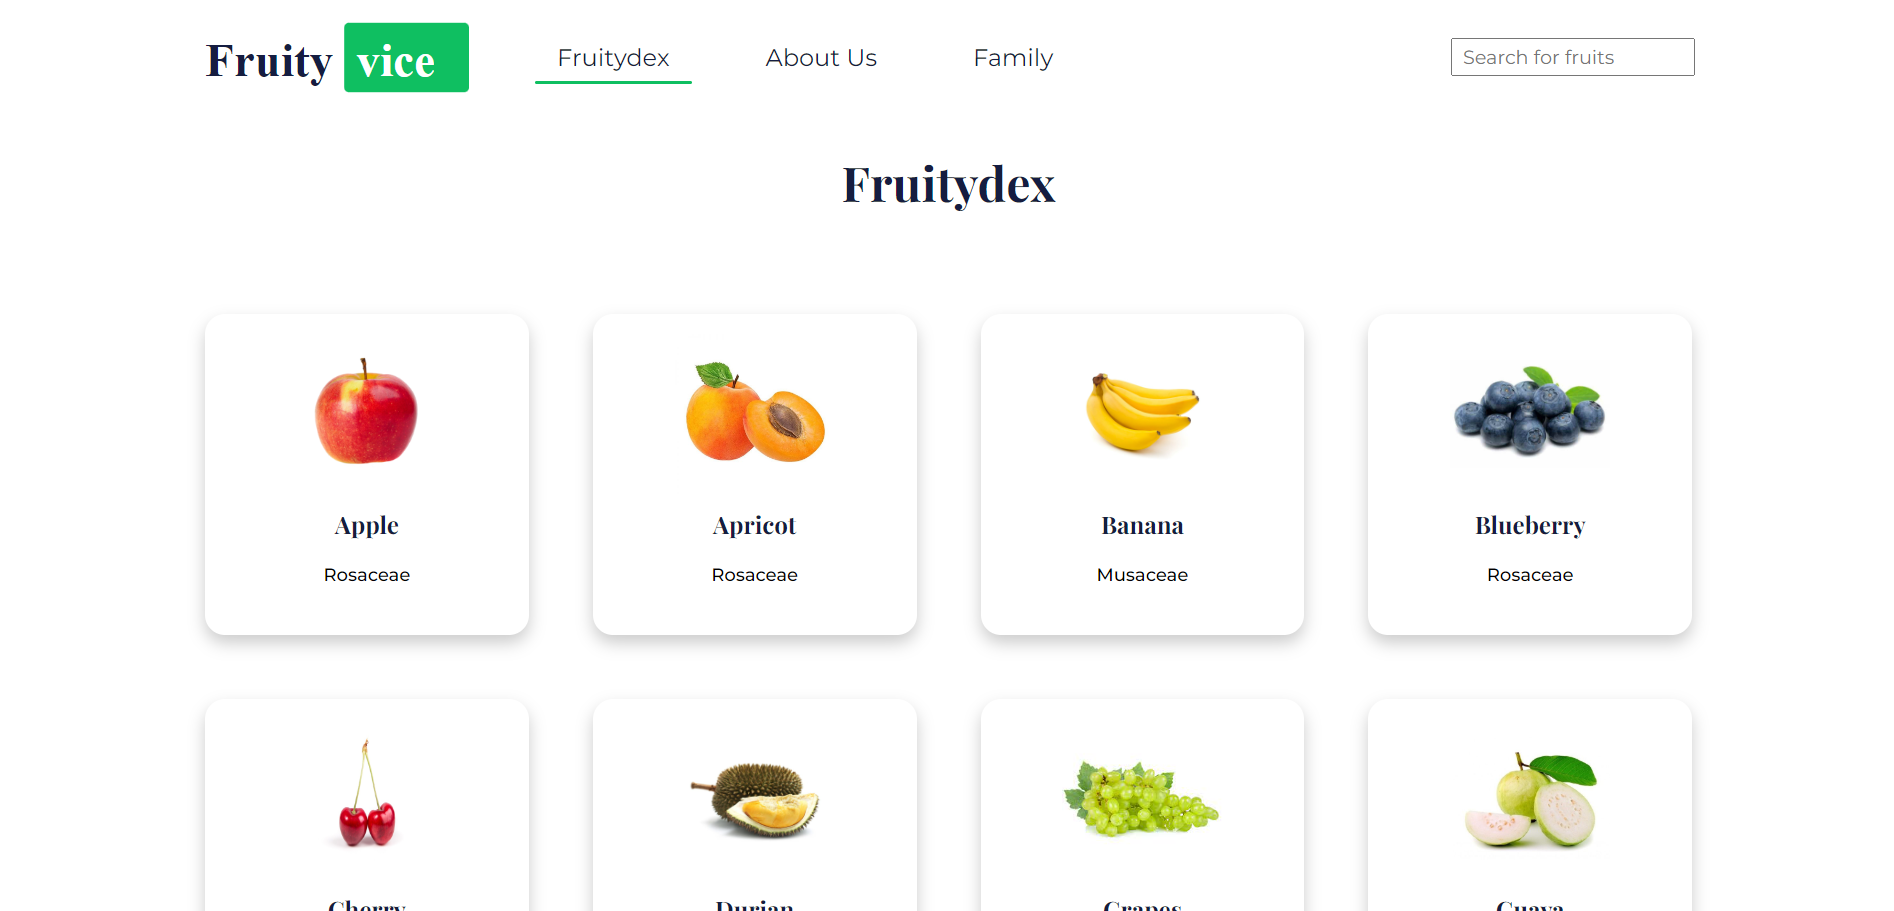 Fruity vice
Fruitydex
About Us
Family
Search for fruits
Fruitydex
Apple
Rosaceae
Apricot
Rosaceae
Banana
Musaceae
Blueberry
Rosaceae
Cherry
Durian
Grapes
Guava